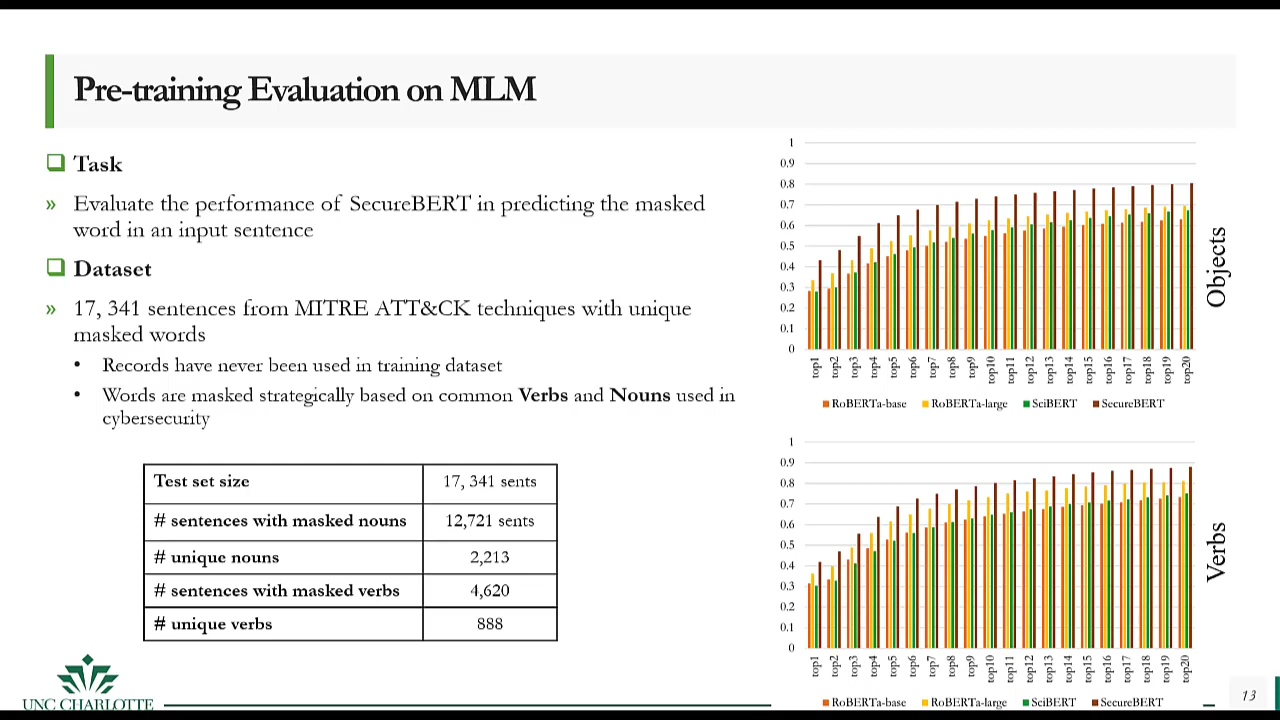 Pre-training Evaluation on MLM
❑ Task
» Evaluate the performance of SecureBERT in predicting the masked
word in an input sentence
❑ Dataset
» 17, 341 sentences from MITRE ATT&CK techniques with unique
masked words
• Records have never been used in training dataset
• Words are masked strategically based on common Verbs and Nouns used in
cybersecurity
Test set size 17, 341 sents
# sentences with masked nouns 12,721 sents
# unique nouns 2,213
# sentences with masked verbs 4,620
# unique verbs 888
1
0.9
0.8
0.7
0.6
0.5
0.4
0.3
0.2
0.1
0
top1 top2 top3 top4 top5 top6 top7 top8 top9 top10 top11 top12 top13 top14 top15 top16 top17 top18 top19 top20
RoBERTa-base RoBERTa-large SciBERT SecureBERT
Objects
1
0.9
0.8
0.7
0.6
0.5
0.4
0.3
0.2
0.1
0
top1 top2 top3 top4 top5 top6 top7 top8 top9 top10 top11 top12 top13 top14 top15 top16 top17 top18 top19 top20
RoBERTa-base RoBERTa-large SciBERT SecureBERT
Verbs
UNC CHARLOTTE
13